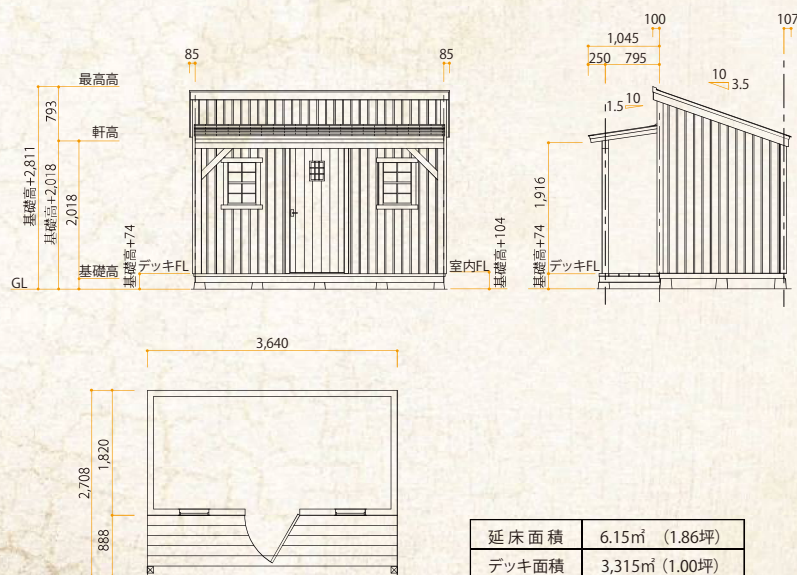 85
85
最高高
793
軒高
基礎高+2,811
基礎高+2,018
2,018
基礎高+74
デッキFL
基礎高
GL
室内FL
基礎高+104
100
107
1,045
250 795
10
3.5
1.5 10
1,916
基礎高+74
デッキFL
3,640
2,708
1,820
888
延床面積 6.15㎡ (1.86坪)
デッキ面積 3,315㎡ (1.00坪)